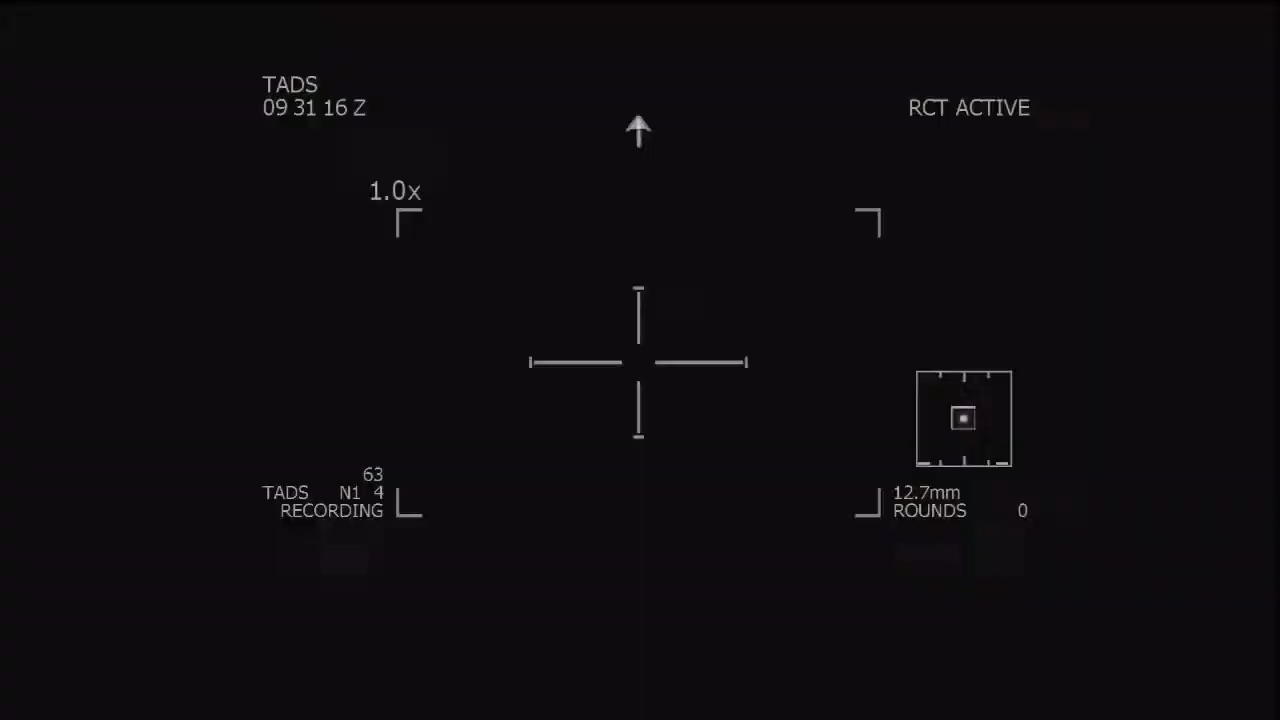 TADS
09 31 16 Z
RCT ACTIVE
1.0x
63
TADS N1 4
RECORDING
12.7mm
ROUNDS 0